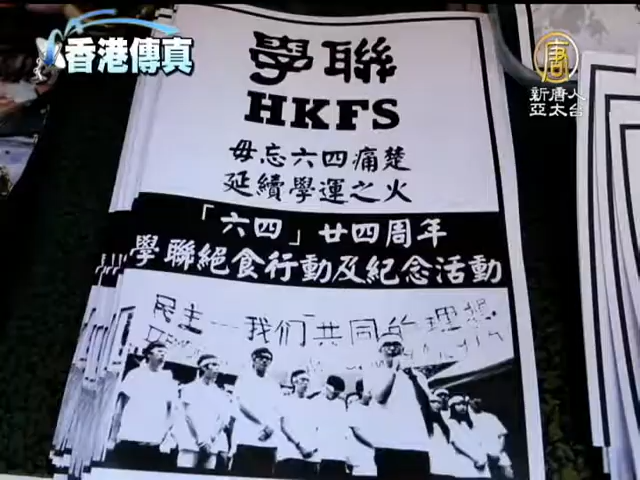 香港傳真
新唐人
亞太台
學聯
HKFS
毋忘六四痛楚
延續學運之火
「六四」廿四周年
學聯絕食行動及紀念活動
民主--我们共同的理想